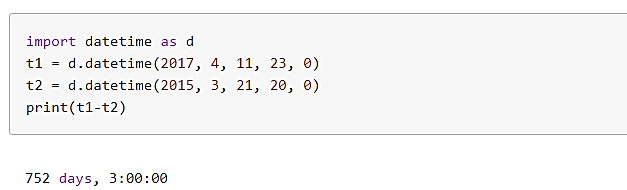 import datetime as d
t1 = d.datetime(2017, 4, 11, 23, 0)
t2 = d.datetime(2015, 3, 21, 20, 0)
print(t1-t2)
752 days, 3:00:00